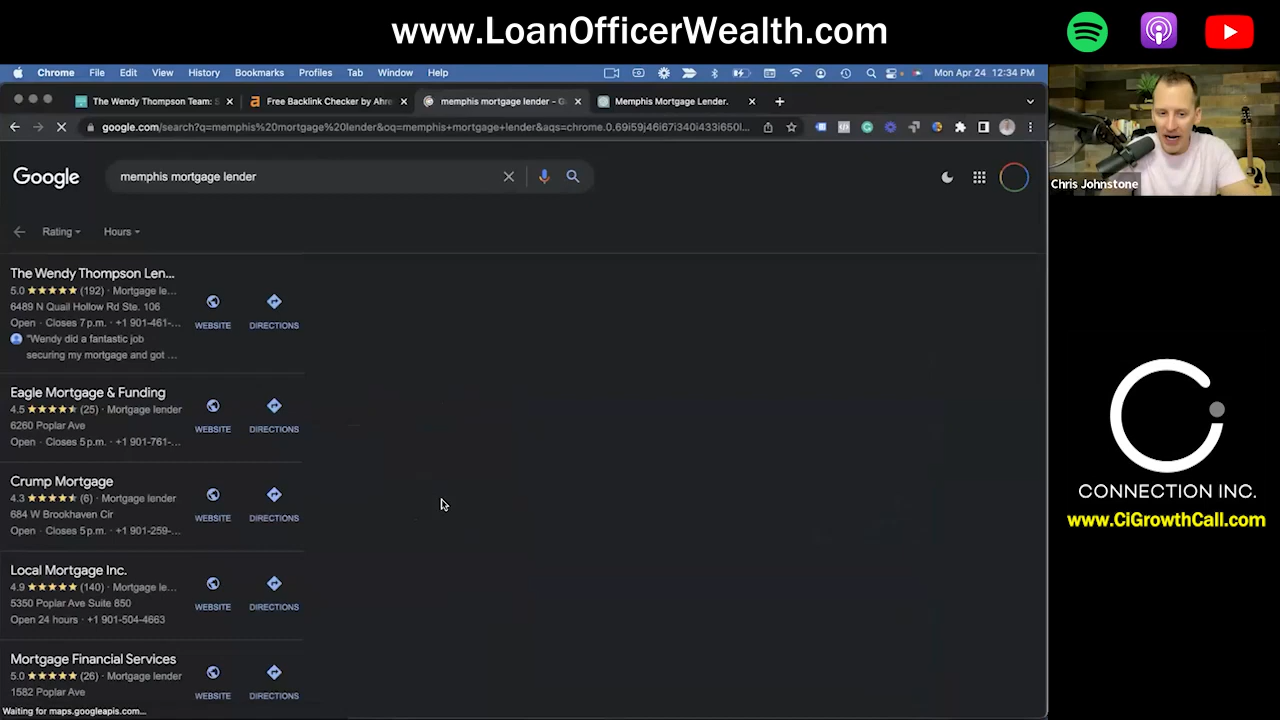 www.LoanOfficerWealth.com
Chrome File Edit View History Bookmarks Profiles Tab Window Help Mon Apr 24 12:34 PM
The Wendy Thompson Team: S Free Backlink Checker by Ahre memphis mortgage lender - G Memphis Mortgage Lender.
google.com/search?q=memphis%20mortgage%20lender&oq=memphis+mortgage+lender&aqs=chrome.0.69i59j46i67i340i433i650l...
Chris Johnstone
Google memphis mortgage lender
Rating Hours
The Wendy Thompson Len...
5.0 (192) · Mortgage le...
6489 N Quail Hollow Rd Ste. 106
Open · Closes 7 p.m. · +1 901-461-...
WEBSITE DIRECTIONS
"Wendy did a fantastic job
securing my mortgage and got ...
Eagle Mortgage & Funding
4.5 (25) · Mortgage lender
6260 Poplar Ave
WEBSITE DIRECTIONS
Open · Closes 5 p.m. · +1 901-761-...
Crump Mortgage
4.3 (6) · Mortgage lender
684 W Brookhaven Cir
WEBSITE DIRECTIONS
Open · Closes 5 p.m. · +1 901-259-...
Local Mortgage Inc.
4.9 (140) · Mortgage le...
5350 Poplar Ave Suite 850
WEBSITE DIRECTIONS
Open 24 hours · +1 901-504-4663
Mortgage Financial Services
5.0 (26) · Mortgage lender
1582 Poplar Ave
WEBSITE DIRECTIONS
Waiting for maps.googleapis.com...
CONNECTION INC.
www.CiGrowthCall.com